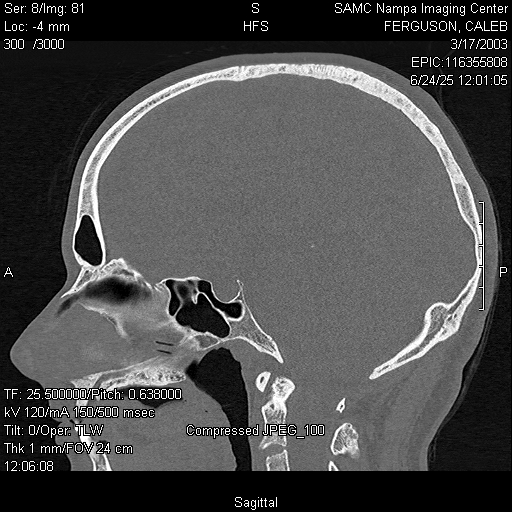 Ser: 8/Img: 81
Loc: -4 mm
300 /3000
S
HFS
SAMC Nampa Imaging Center
FERGUSON, CALEB
3/17/2003
EPIC:116355808
6/24/25 12:01:05
A
P
TF: 25.500000/Pitch: 0.638000
kV 120/mA 150/500 msec
Tilt: 0/Oper: TLW
Compressed JPEG_100
Thk 1 mm/FOV 24 cm
12:06:08
Sagittal